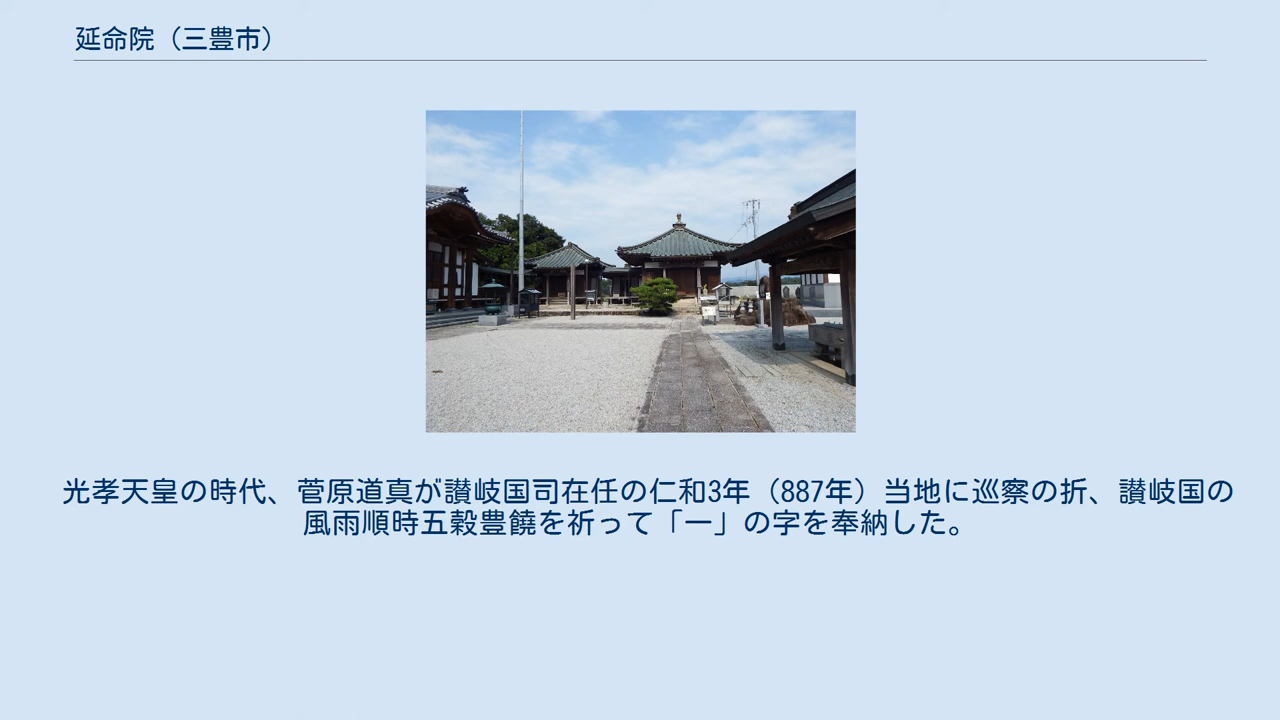 延命院（三豊市）
光孝天皇の時代、菅原道真が讃岐国司在任の仁和3年（887年）当地に巡察の折、讃岐国の
風雨順時五穀豊饒を祈って「一」の字を奉納した。